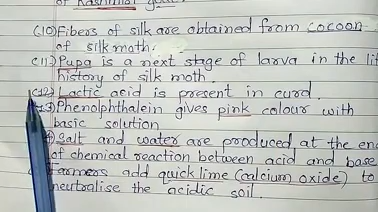 of Kashmiri
(10) Fibers of silk are obtained from cocoon
of silk moth.
(11) Pupa is a next stage of larva in the
history of silk moth.
(12) Lactic acid is present in curd.
Phenolphthalein gives pink colour with
basic solution
Salt and water are produced at the end
of chemical reaction between acid and base
Farmers add quick lime (calcium oxide) to
neutralise the acidic soil.